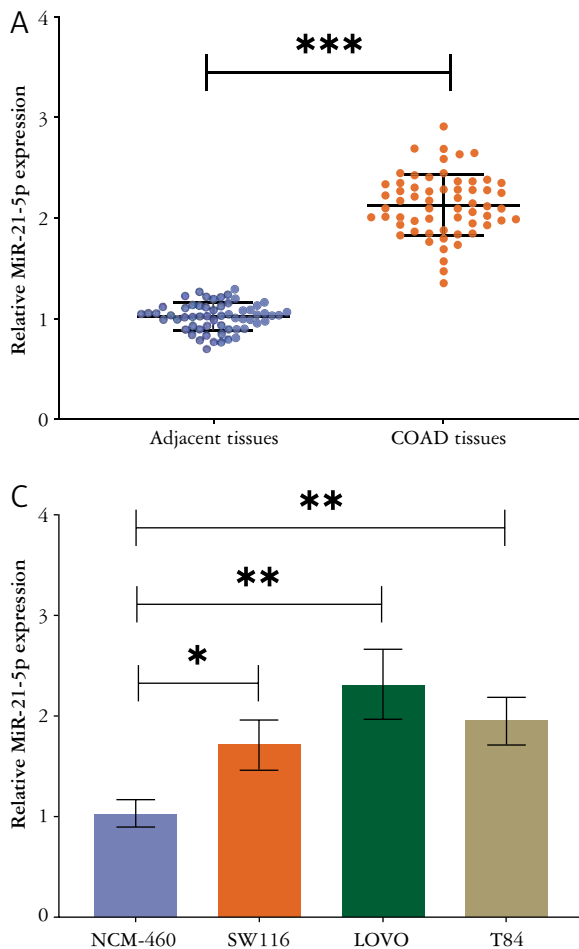 A
Relative MiR-21-5p expression
4
3
2
1
0
***
Adjacent tissues
COAD tissues
C
Relative MiR-21-5p expression
4
3
2
1
0
**
**
*
NCM-460
SW116
LOVO
T84